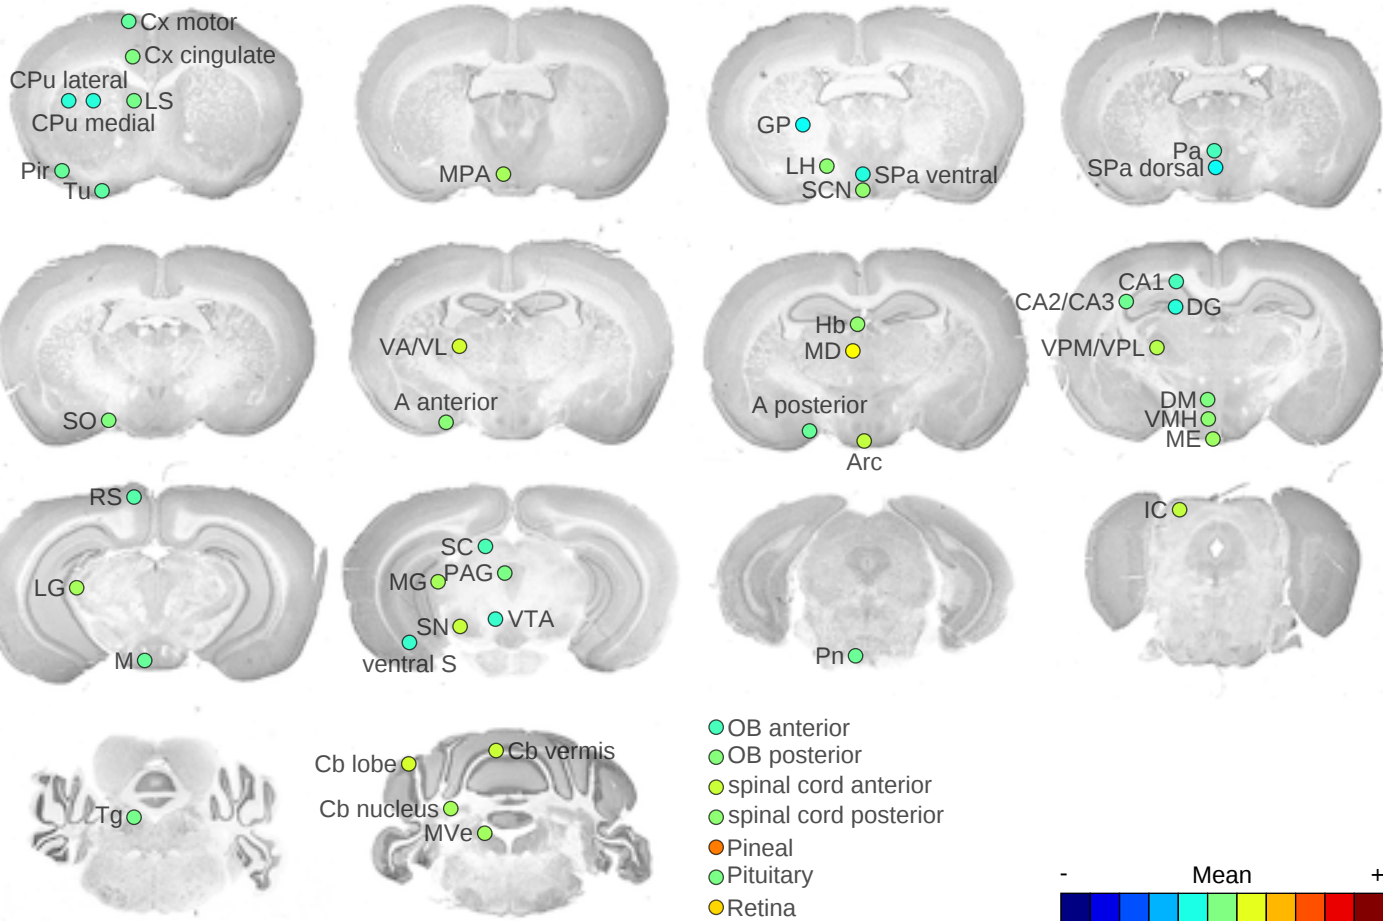 Cx motor
Cx cingulate
CPu lateral
LS
CPu medial
Pir
Tu
MPA
GP
LH
SPa ventral
SCN
Pa
SPa dorsal
SO
VA/VL
A anterior
Hb
MD
A posterior
Arc
CA1
CA2/CA3
DG
VPM/VPL
DM
VMH
ME
RS
LG
M
SC
PAG
MG
SN
VTA
ventral S
Pn
IC
Tg
Cb vermis
Cb lobe
Cb nucleus
MVe
OB anterior
OB posterior
spinal cord anterior
spinal cord posterior
Pineal
Pituitary
Retina
- Mean +